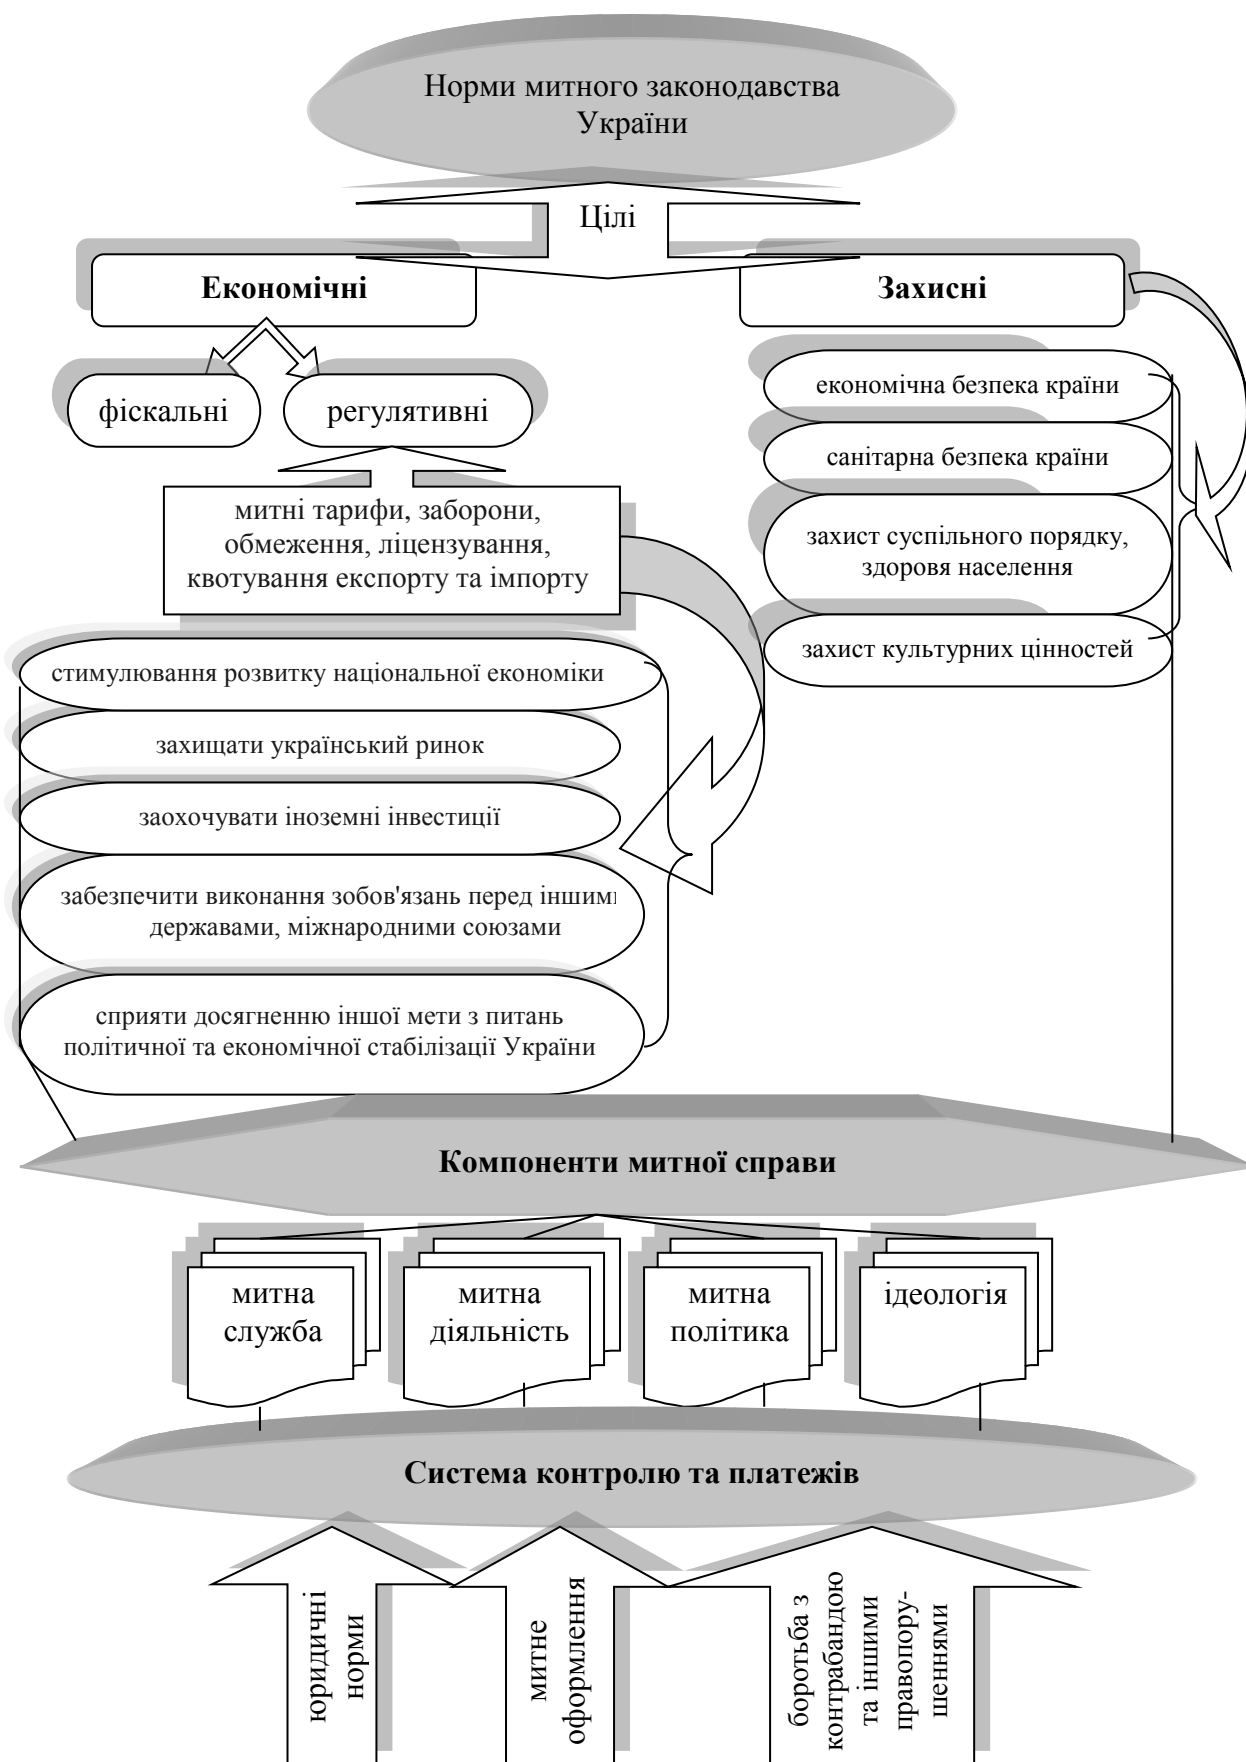 Норми митного законодавства
України
Цілі
Економічні
Захисні
фіскальні
регулятивні
митні тарифи, заборони,
обмеження, ліцензування,
квотування експорту та імпорту
стимулювання розвитку національної економіки
захищати український ринок
заохочувати іноземні інвестиції
забезпечити виконання зобов'язань перед іншими
державами, міжнародними союзами
сприяти досягненню іншої мети з питань
політичної та економічної стабілізації України
економічна безпека країни
санітарна безпека країни
захист суспільного порядку,
здоровя населення
захист культурних цінностей
Компоненти митної справи
митна
служба
митна
діяльність
митна
політика
ідеологія
Система контролю та платежів
юридичні
норми
митне
оформлення
боротьба з
контрабандою
та іншими
правопору-
шеннями